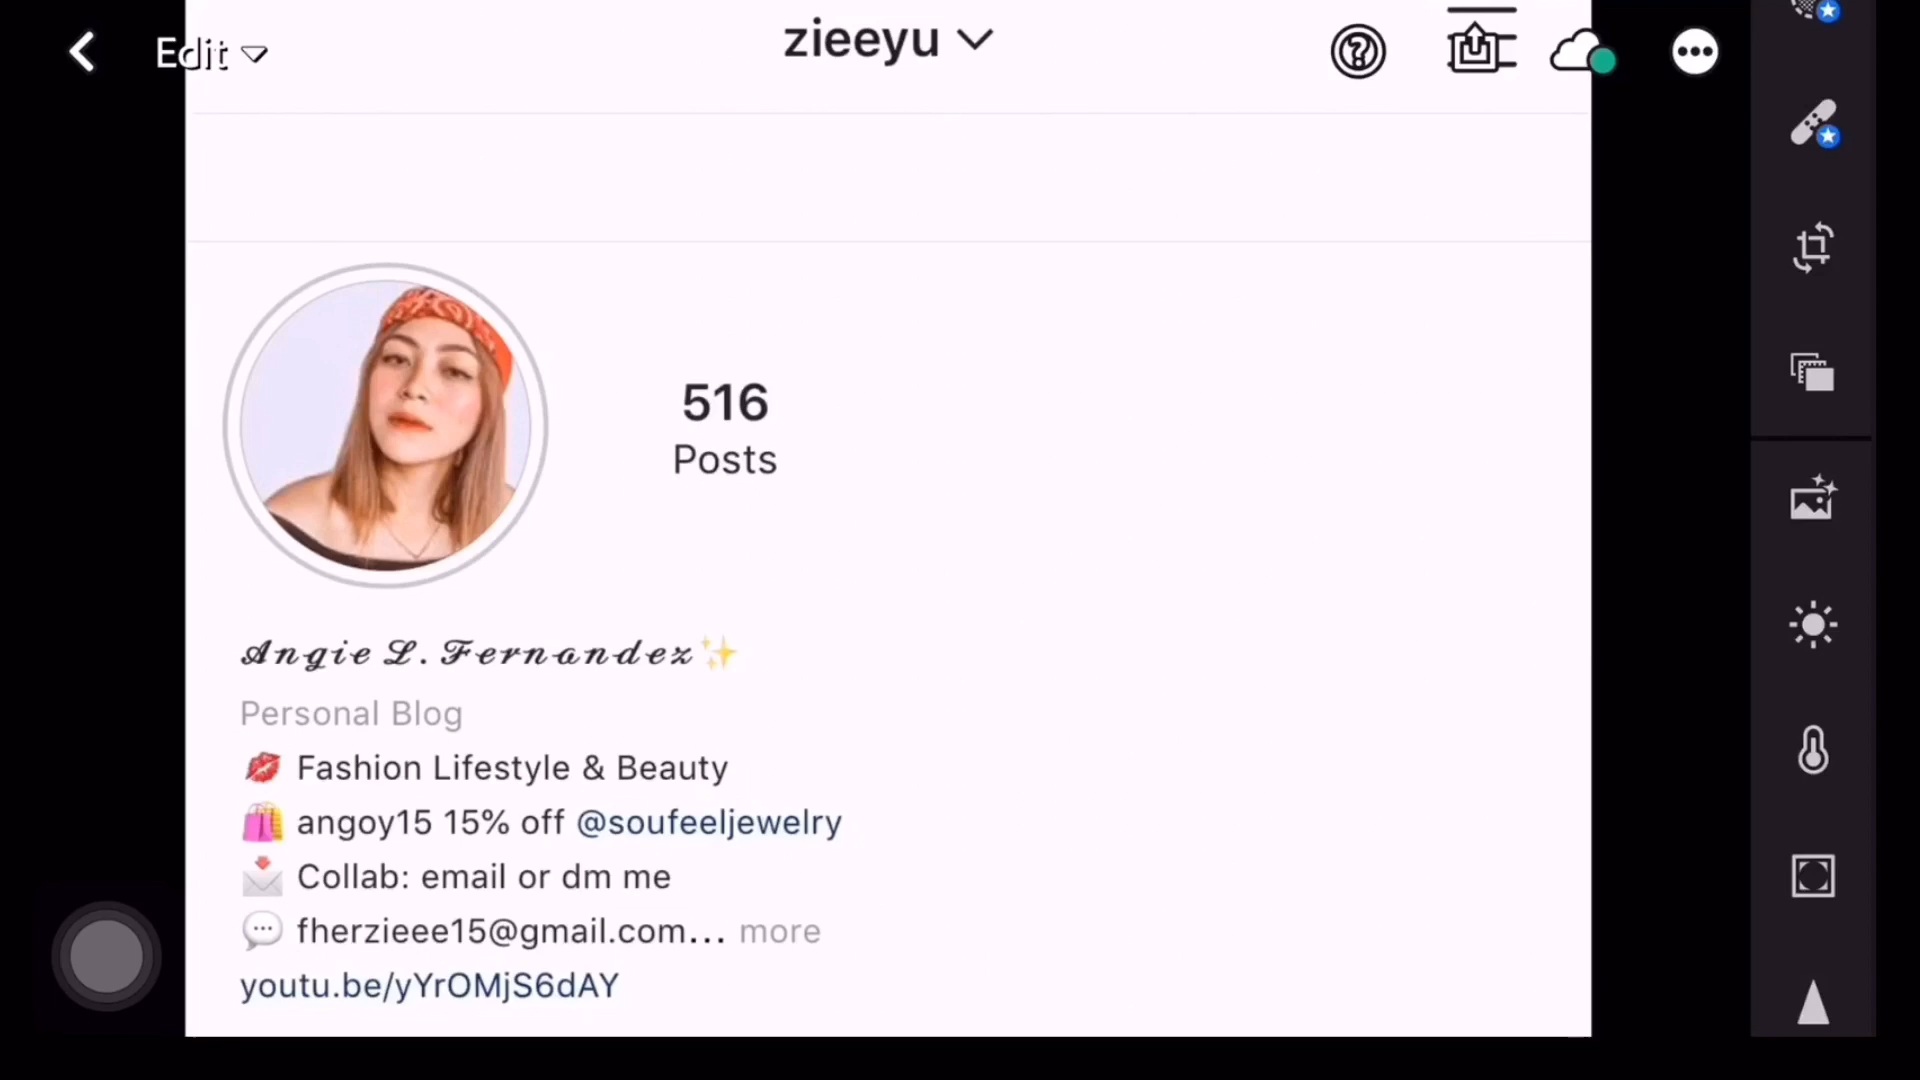 Edit
zieeyu
516
Posts
𝓐𝓷𝓰𝓲𝓮 𝓛. 𝓕𝓮𝓻𝓷𝓪𝓷𝓭𝓮𝔃✨
Personal Blog
💋 Fashion Lifestyle & Beauty
🛍️ angoy15 15% off @soufeeljewelry
📩 Collab: email or dm me
💬 fherzieee15@gmail.com... more
youtu.be/yYrOMjS6dAY